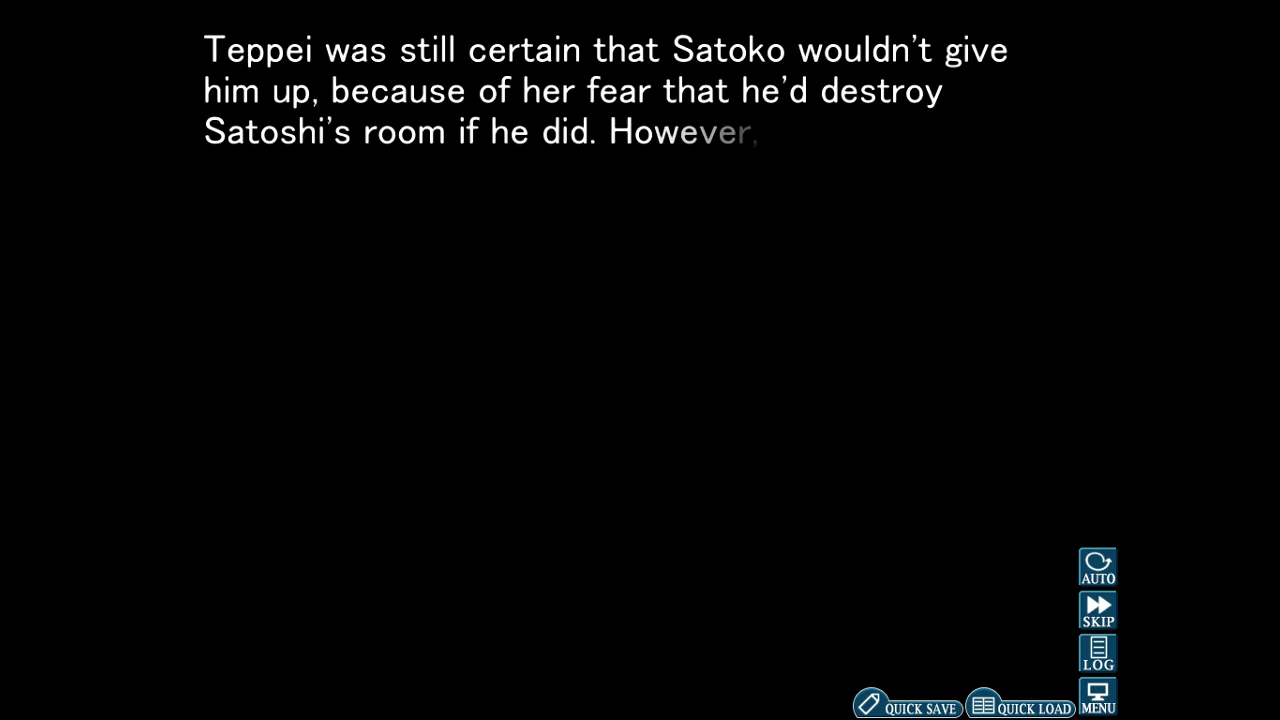 Teppei was still certain that Satoko wouldn't give
him up, because of her fear that he'd destroy
Satoshi's room if he did. However,
AUTO
SKIP
LOG
QUICK SAVE
QUICK LOAD
MENU